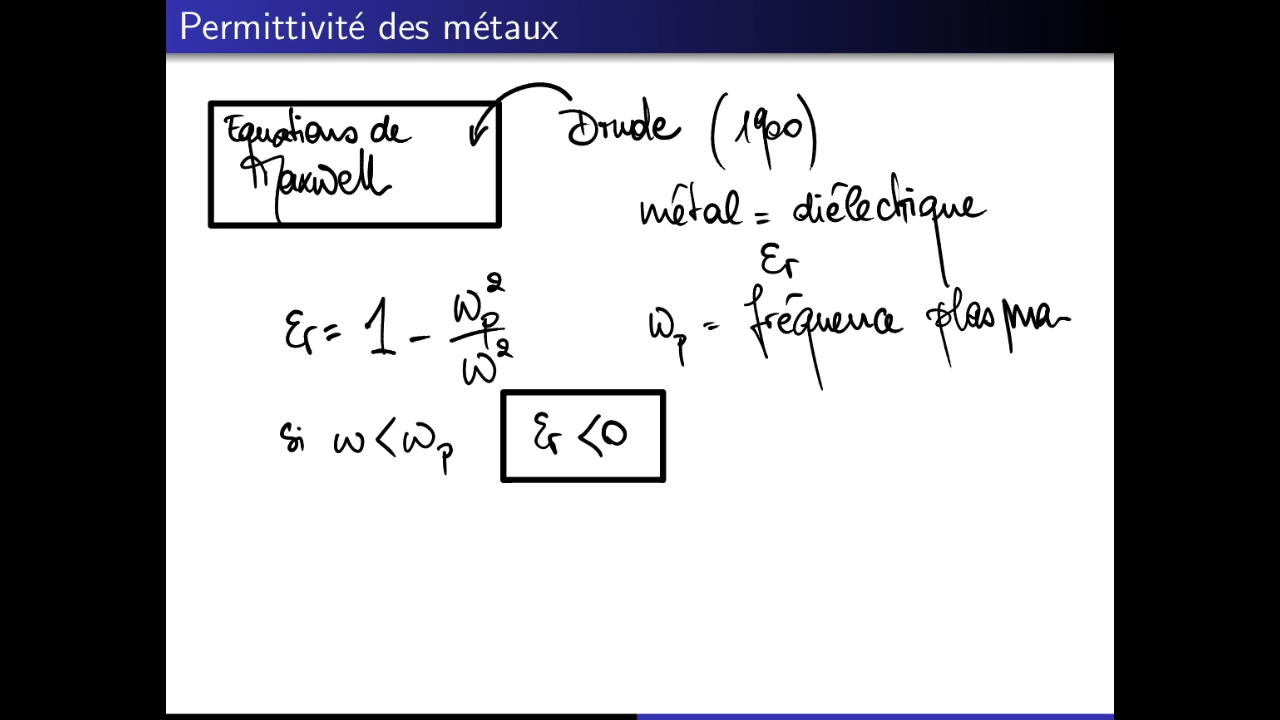 Permittivité des métaux
Equations de
Maxwell
Drude (1900)
métal = diélectrique
εr
εr = 1 - ωp²/ω²
ωp = fréquence plasma
si ω < ωp
εr < 0